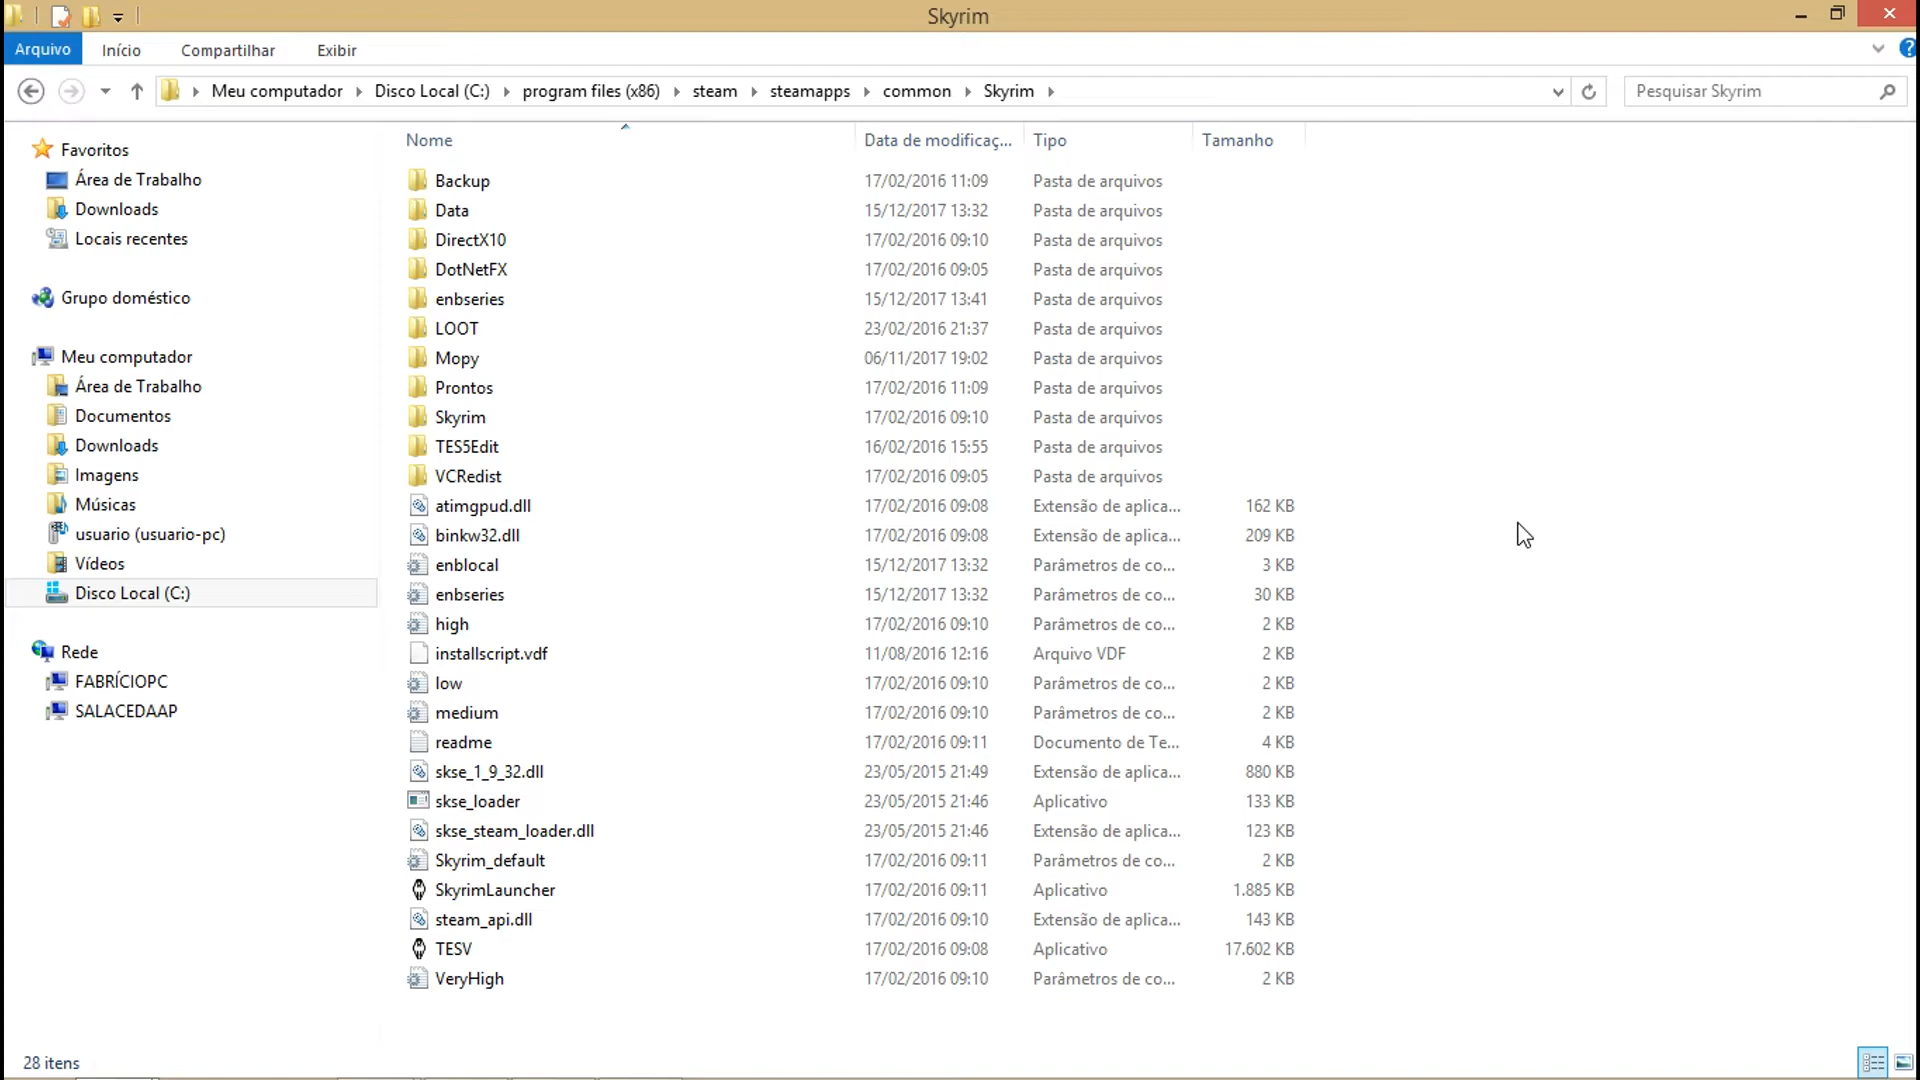 Skyrim
Arquivo Início Compartilhar Exibir
Meu computador Disco Local (C:) program files (x86) steam steamapps common Skyrim Pesquisar Skyrim
Nome Data de modificaç... Tipo Tamanho
Favoritos
Área de Trabalho
Downloads
Locais recentes
Grupo doméstico
Meu computador
Área de Trabalho
Documentos
Downloads
Imagens
Músicas
usuario (usuario-pc)
Vídeos
Disco Local (C:)
Rede
FABRÍCIOPC
SALACEDAAP
Backup 17/02/2016 11:09 Pasta de arquivos
Data 15/12/2017 13:32 Pasta de arquivos
DirectX10 17/02/2016 09:10 Pasta de arquivos
DotNetFX 17/02/2016 09:05 Pasta de arquivos
enbseries 15/12/2017 13:41 Pasta de arquivos
LOOT 23/02/2016 21:37 Pasta de arquivos
Mopy 06/11/2017 19:02 Pasta de arquivos
Prontos 17/02/2016 11:09 Pasta de arquivos
Skyrim 17/02/2016 09:10 Pasta de arquivos
TES5Edit 16/02/2016 15:55 Pasta de arquivos
VCRedist 17/02/2016 09:05 Pasta de arquivos
atimgpud.dll 17/02/2016 09:08 Extensão de aplica... 162 KB
binkw32.dll 17/02/2016 09:08 Extensão de aplica... 209 KB
enblocal 15/12/2017 13:32 Parâmetros de co... 3 KB
enbseries 15/12/2017 13:32 Parâmetros de co... 30 KB
high 17/02/2016 09:10 Parâmetros de co... 2 KB
installscript.vdf 11/08/2016 12:16 Arquivo VDF 2 KB
low 17/02/2016 09:10 Parâmetros de co... 2 KB
medium 17/02/2016 09:10 Parâmetros de co... 2 KB
readme 17/02/2016 09:11 Documento de Te... 4 KB
skse_1_9_32.dll 23/05/2015 21:49 Extensão de aplica... 880 KB
skse_loader 23/05/2015 21:46 Aplicativo 133 KB
skse_steam_loader.dll 23/05/2015 21:46 Extensão de aplica... 123 KB
Skyrim_default 17/02/2016 09:11 Parâmetros de co... 2 KB
SkyrimLauncher 17/02/2016 09:11 Aplicativo 1.885 KB
steam_api.dll 17/02/2016 09:10 Extensão de aplica... 143 KB
TESV 17/02/2016 09:08 Aplicativo 17.602 KB
VeryHigh 17/02/2016 09:10 Parâmetros de co... 2 KB
28 itens